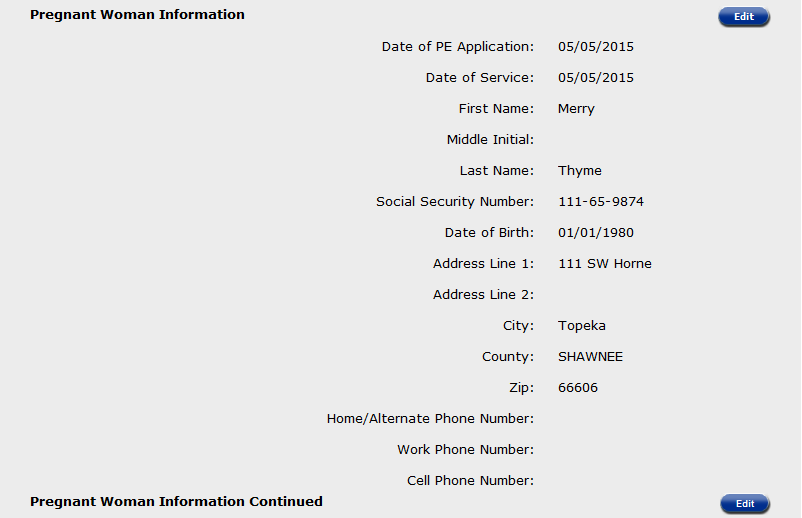 Pregnant Woman Information Edit
Date of PE Application: 05/05/2015
Date of Service: 05/05/2015
First Name: Merry
Middle Initial:
Last Name: Thyme
Social Security Number: 111-65-9874
Date of Birth: 01/01/1980
Address Line 1: 111 SW Horne
Address Line 2:
City: Topeka
County: SHAWNEE
Zip: 66606
Home/Alternate Phone Number:
Work Phone Number:
Cell Phone Number:
Pregnant Woman Information Continued Edit